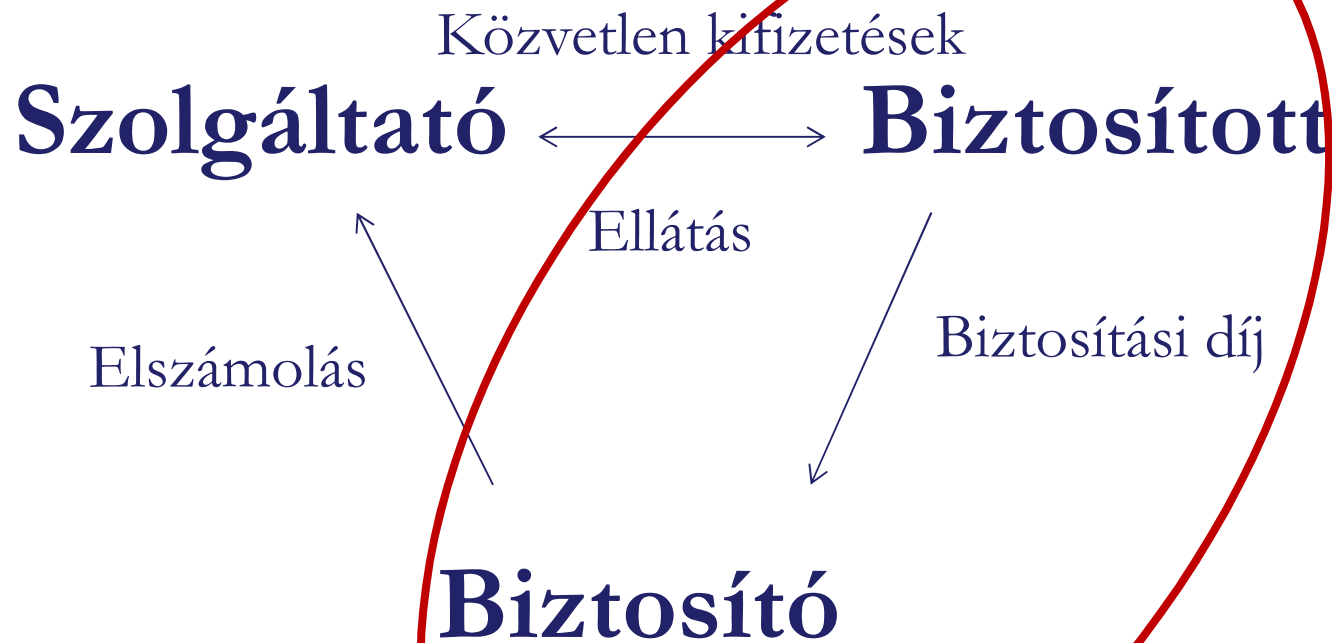 Közvetlen kifizetések
Szolgáltató
Biztosított
Ellátás
Biztosítási díj
Elszámolás
Biztosító